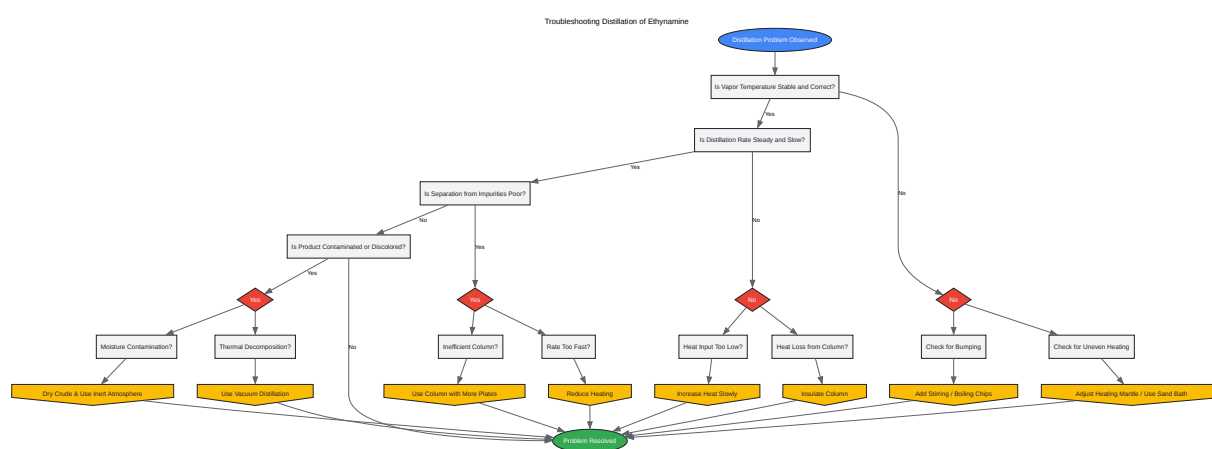 Troubleshooting Distillation of Ethynamine
Distillation Problem Observed
Is Vapor Temperature Stable and Correct?
Yes
Is Distillation Rate Steady and Slow?
Yes
Is Separation from Impurities Poor?
No
No
No
Is Product Contaminated or Discolored?
Yes
Yes
Yes
Yes
No
No
Moisture Contamination?
Thermal Decomposition?
No
Inefficient Column?
Rate Too Fast?
Heat Input Too Low?
Heat Loss from Column?
Check for Bumping
Check for Uneven Heating
Dry Crude & Use Inert Atmosphere
Use Vacuum Distillation
Use Column with More Plates
Reduce Heating
Increase Heat Slowly
Insulate Column
Add Stirring / Boiling Chips
Adjust Heating Mantle / Use Sand Bath
Problem Resolved